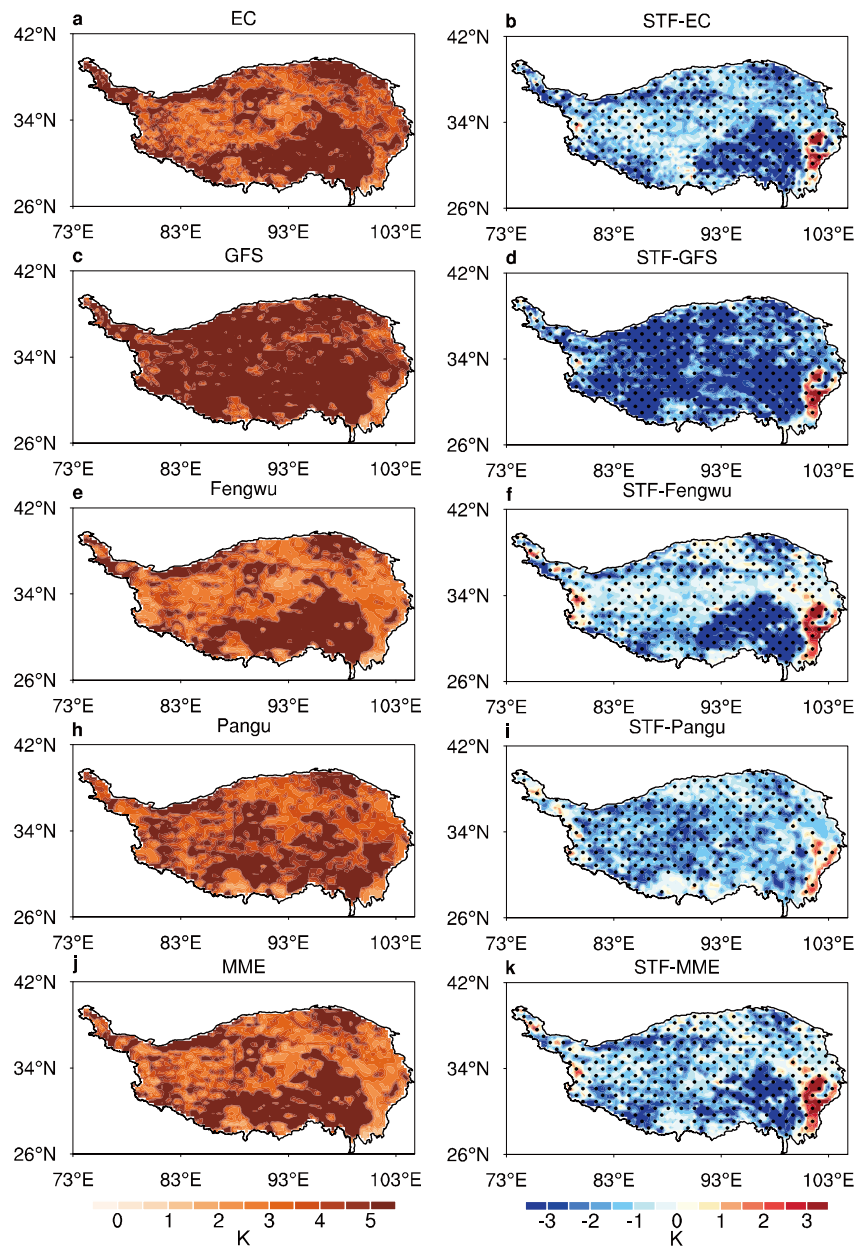 a EC
b STF-EC
42°N
34°N
26°N
73°E 83°E 93°E 103°E
42°N
34°N
26°N
73°E 83°E 93°E 103°E
c GFS
d STF-GFS
42°N
34°N
26°N
73°E 83°E 93°E 103°E
42°N
34°N
26°N
73°E 83°E 93°E 103°E
e Fengwu
f STF-Fengwu
42°N
34°N
26°N
73°E 83°E 93°E 103°E
42°N
34°N
26°N
73°E 83°E 93°E 103°E
h Pangu
i STF-Pangu
42°N
34°N
26°N
73°E 83°E 93°E 103°E
42°N
34°N
26°N
73°E 83°E 93°E 103°E
j MME
k STF-MME
42°N
34°N
26°N
73°E 83°E 93°E 103°E
42°N
34°N
26°N
73°E 83°E 93°E 103°E
0 1 2 3 4 5
K
-3 -2 -1 0 1 2 3
K